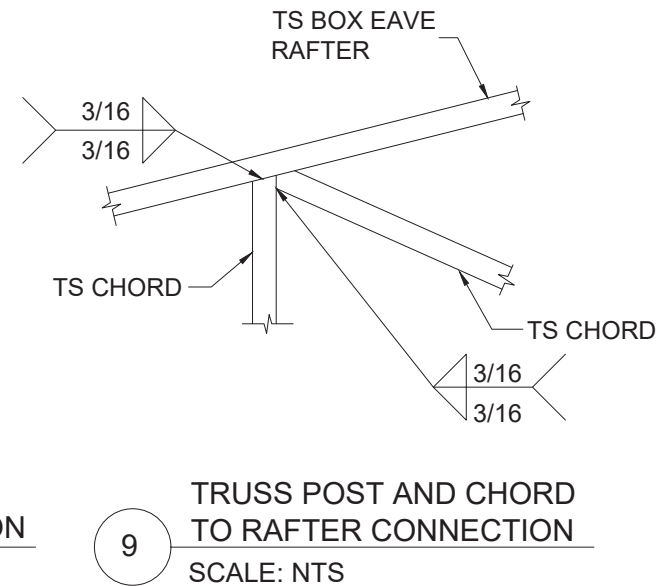 TS BOX EAVE
RAFTER
3/16
3/16
TS CHORD
TS CHORD
3/16
3/16
9
TRUSS POST AND CHORD
TO RAFTER CONNECTION
SCALE: NTS